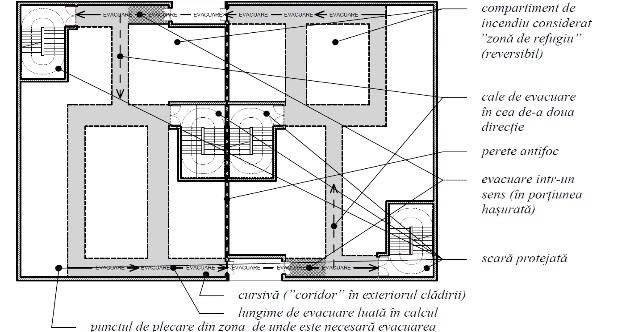 EVACUARE EVACUARE EVACUARE EVACUARE EVACUARE
compartiment de
incendiu considerat
”zonă de refugiu”
(reversibil)
cale de evacuare
în cea de-a doua
direcție
perete antifoc
evacuare într-un
sens (în porțiunea
hașurată)
scară protejată
EVACUARE EVACUARE EVACUARE EVACUARE EVACUARE
cursivă (”coridor” în exteriorul clădirii)
lungime de evacuare luată în calcul
punctul de plecare din zona de unde este necesară evacuarea